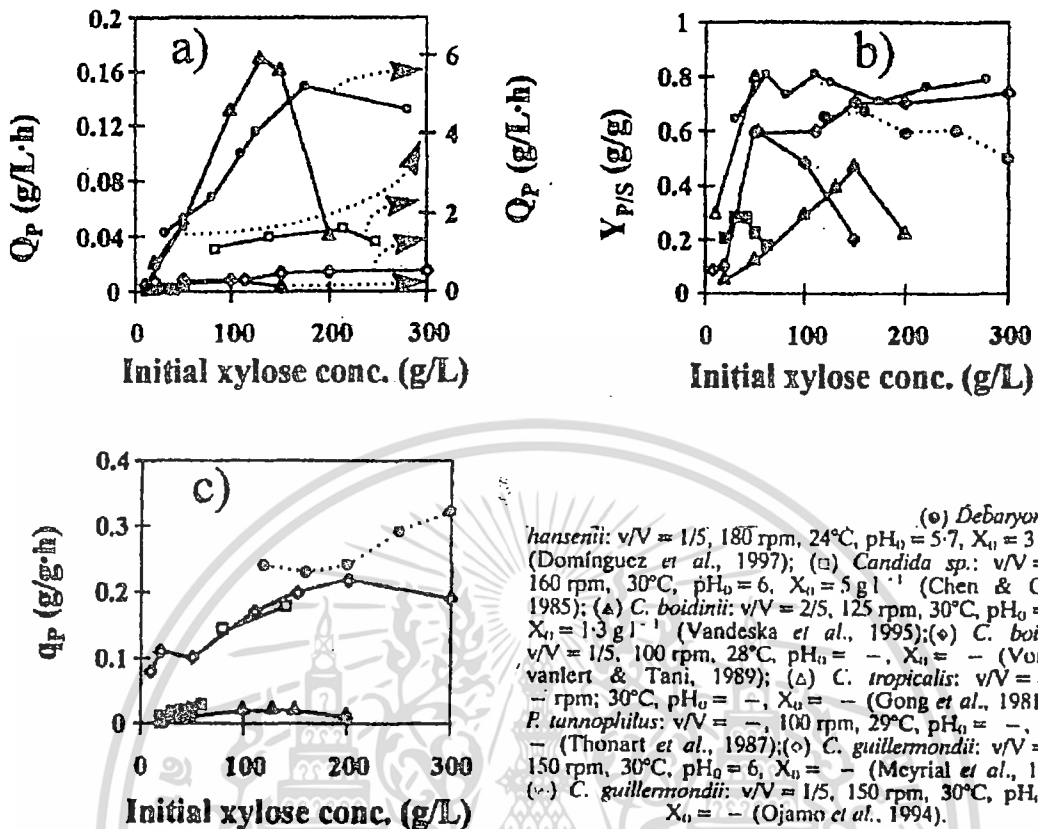 a)
0.2
0.16
0.12
0.08
0.04
0
Q_P (g/L·h)
6
4
2
0
Q_P (g/L·h)
0 100 200 300
Initial xylose conc. (g/L)
b)
1
0.8
0.6
0.4
0.2
0
Y_P/S (g/g)
0 100 200 300
Initial xylose conc. (g/L)
c)
0.4
0.3
0.2
0.1
0
q_P (g/g·h)
0 100 200 300
Initial xylose conc. (g/L)
(●) Debaryon
hansenii: v/V = 1/5, 180 rpm, 24°C, pH₀ = 5·7, X₀ = 3
(Domínguez et al., 1997); (□) Candida sp.: v/V =
160 rpm, 30°C, pH₀ = 6, X₀ = 5 g l⁻¹ (Chen & G
1985); (▲) C. boidinii: v/V = 2/5, 125 rpm, 30°C, pH₀ =
X₀ = 1·3 g l⁻¹ (Vandeska et al., 1995);(◆) C. boi
v/V = 1/5, 100 rpm, 28°C, pH₀ = –, X₀ = – (Von
vanlert & Tani, 1989); (△) C. tropicalis: v/V =
– rpm; 30°C, pH₀ = –, X₀ = – (Gong et al., 1981
P. tannophilus: v/V = –, 100 rpm, 29°C, pH₀ = –,
– (Thonart et al., 1987);(◇) C. guillermondii: v/V =
150 rpm, 30°C, pH₀ = 6, X₀ = – (Meyrial et al., 1
C. guillermondii: v/V = 1/5, 150 rpm, 30°C, pH
X₀ = – (Ojamo et al., 1994).